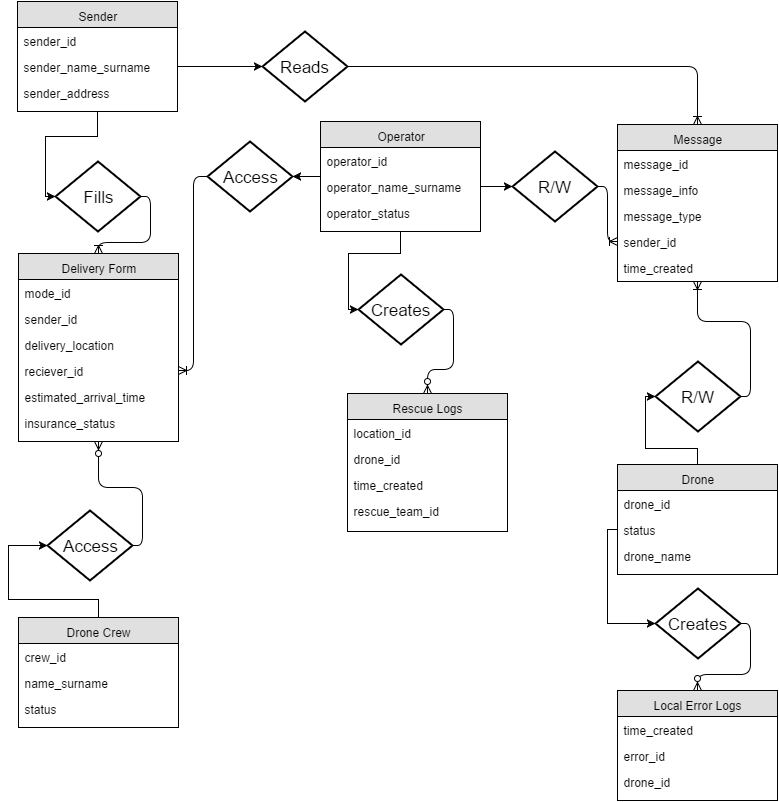 Sender
sender_id
sender_name_surname
sender_address
Reads
Operator
operator_id
operator_name_surname
operator_status
Message
message_id
message_info
message_type
sender_id
time_created
Access
R/W
Fills
Delivery Form
mode_id
sender_id
delivery_location
reciever_id
estimated_arrival_time
insurance_status
Creates
Rescue Logs
location_id
drone_id
time_created
rescue_team_id
R/W
Drone
drone_id
status
drone_name
Access
Drone Crew
crew_id
name_surname
status
Creates
Local Error Logs
time_created
error_id
drone_id